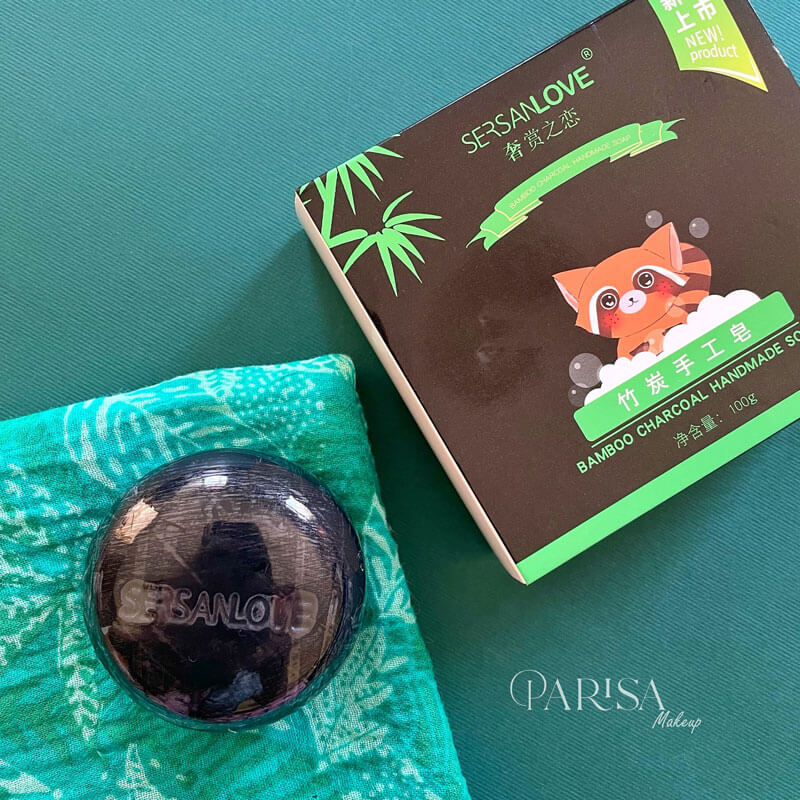 新
上市
NEW!
product
SERSANLOVE®
奢赏之恋
BAMBOO CHARCOAL HANDMADE SOAP
竹炭手工皂
BAMBOO CHARCOAL HANDMADE SO
净含量: 100g
SERSANLOVE
PARISA
Makeup